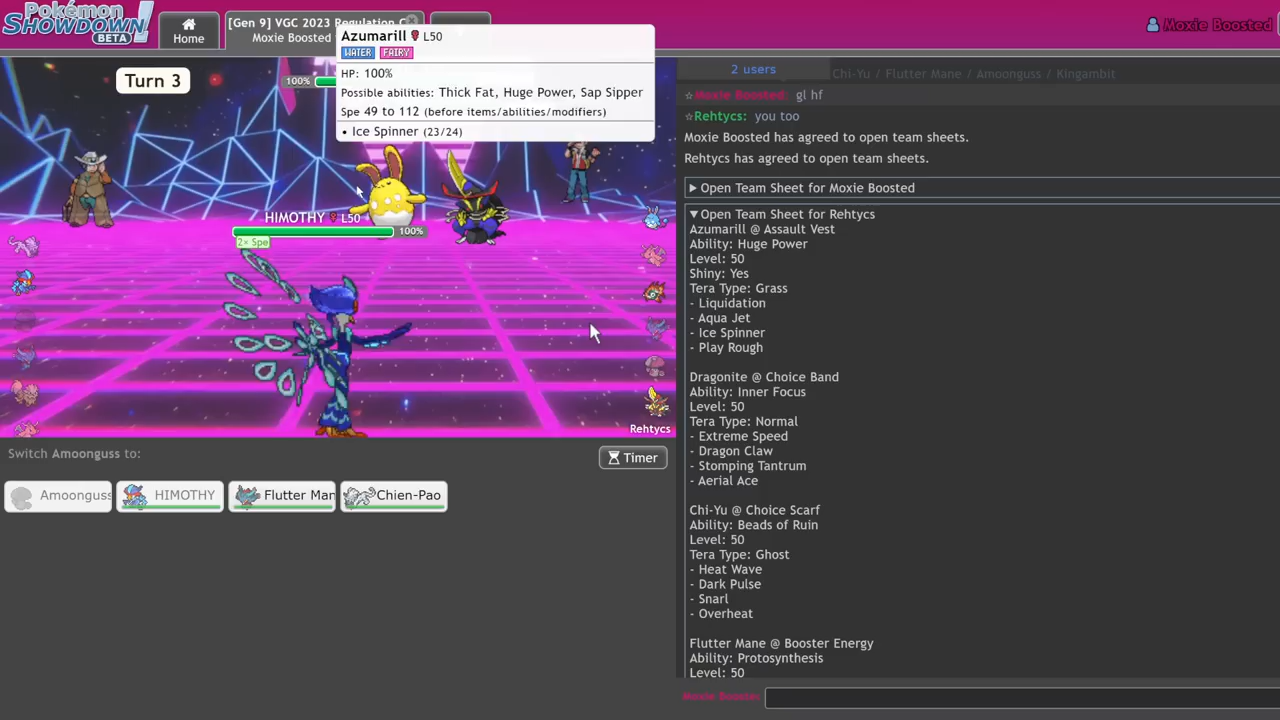 Pokémon
SHOWDOWN!
BETA
Home
[Gen 9] VGC 2023 Regulation C
Moxie Boosted
Moxie Boosted
Azumarill L50
WATER FAIRY
HP: 100%
Possible abilities: Thick Fat, Huge Power, Sap Sipper
Spe 49 to 112 (before items/abilities/modifiers)
• Ice Spinner (23/24)
Turn 3
100%
HIMOTHY L50
100%
2× Spe
Rehtycs
Switch Amoonguss to:
Timer
Amoonguss
HIMOTHY
Flutter Man
Chien-Pao
2 users
Chi-Yu / Flutter Mane / Amoonguss / Kingambit
☆Moxie Boosted: gl hf
☆Rehtycs: you too
Moxie Boosted has agreed to open team sheets.
Rehtycs has agreed to open team sheets.
▶Open Team Sheet for Moxie Boosted
▼Open Team Sheet for Rehtycs
Azumarill @ Assault Vest
Ability: Huge Power
Level: 50
Shiny: Yes
Tera Type: Grass
- Liquidation
- Aqua Jet
- Ice Spinner
- Play Rough
Dragonite @ Choice Band
Ability: Inner Focus
Level: 50
Tera Type: Normal
- Extreme Speed
- Dragon Claw
- Stomping Tantrum
- Aerial Ace
Chi-Yu @ Choice Scarf
Ability: Beads of Ruin
Level: 50
Tera Type: Ghost
- Heat Wave
- Dark Pulse
- Snarl
- Overheat
Flutter Mane @ Booster Energy
Ability: Protosynthesis
Level: 50
Moxie Booste: